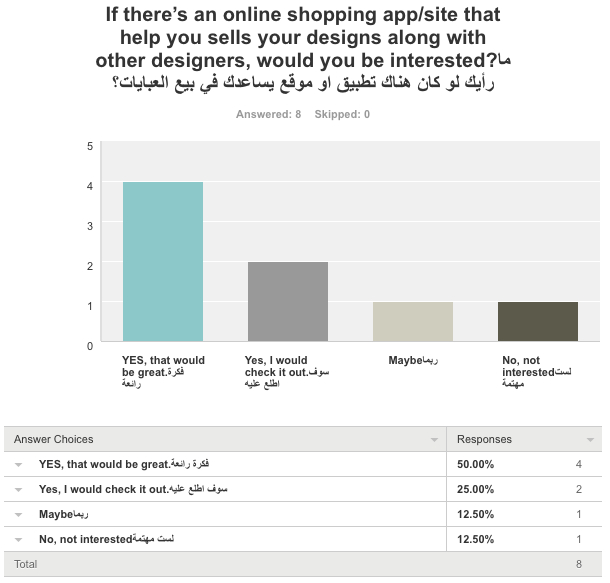 If there’s an online shopping app/site that
help you sells your designs along with
other designers, would you be interested?ما
رأيك لو كان هناك تطبيق او موقع يساعدك في بيع العبايات؟
Answered: 8 Skipped: 0
5
4
3
2
1
0
YES, that would
be great.فكرة
رائعة
Yes, I would
check it out.سوف
اطلع عليه
Maybeربما
No, not
interestedلست
مهتمة
Answer Choices Responses
YES, that would be great.فكرة رائعة 50.00% 4
Yes, I would check it out.سوف اطلع عليه 25.00% 2
Maybeربما 12.50% 1
No, not interestedلست مهتمة 12.50% 1
Total 8